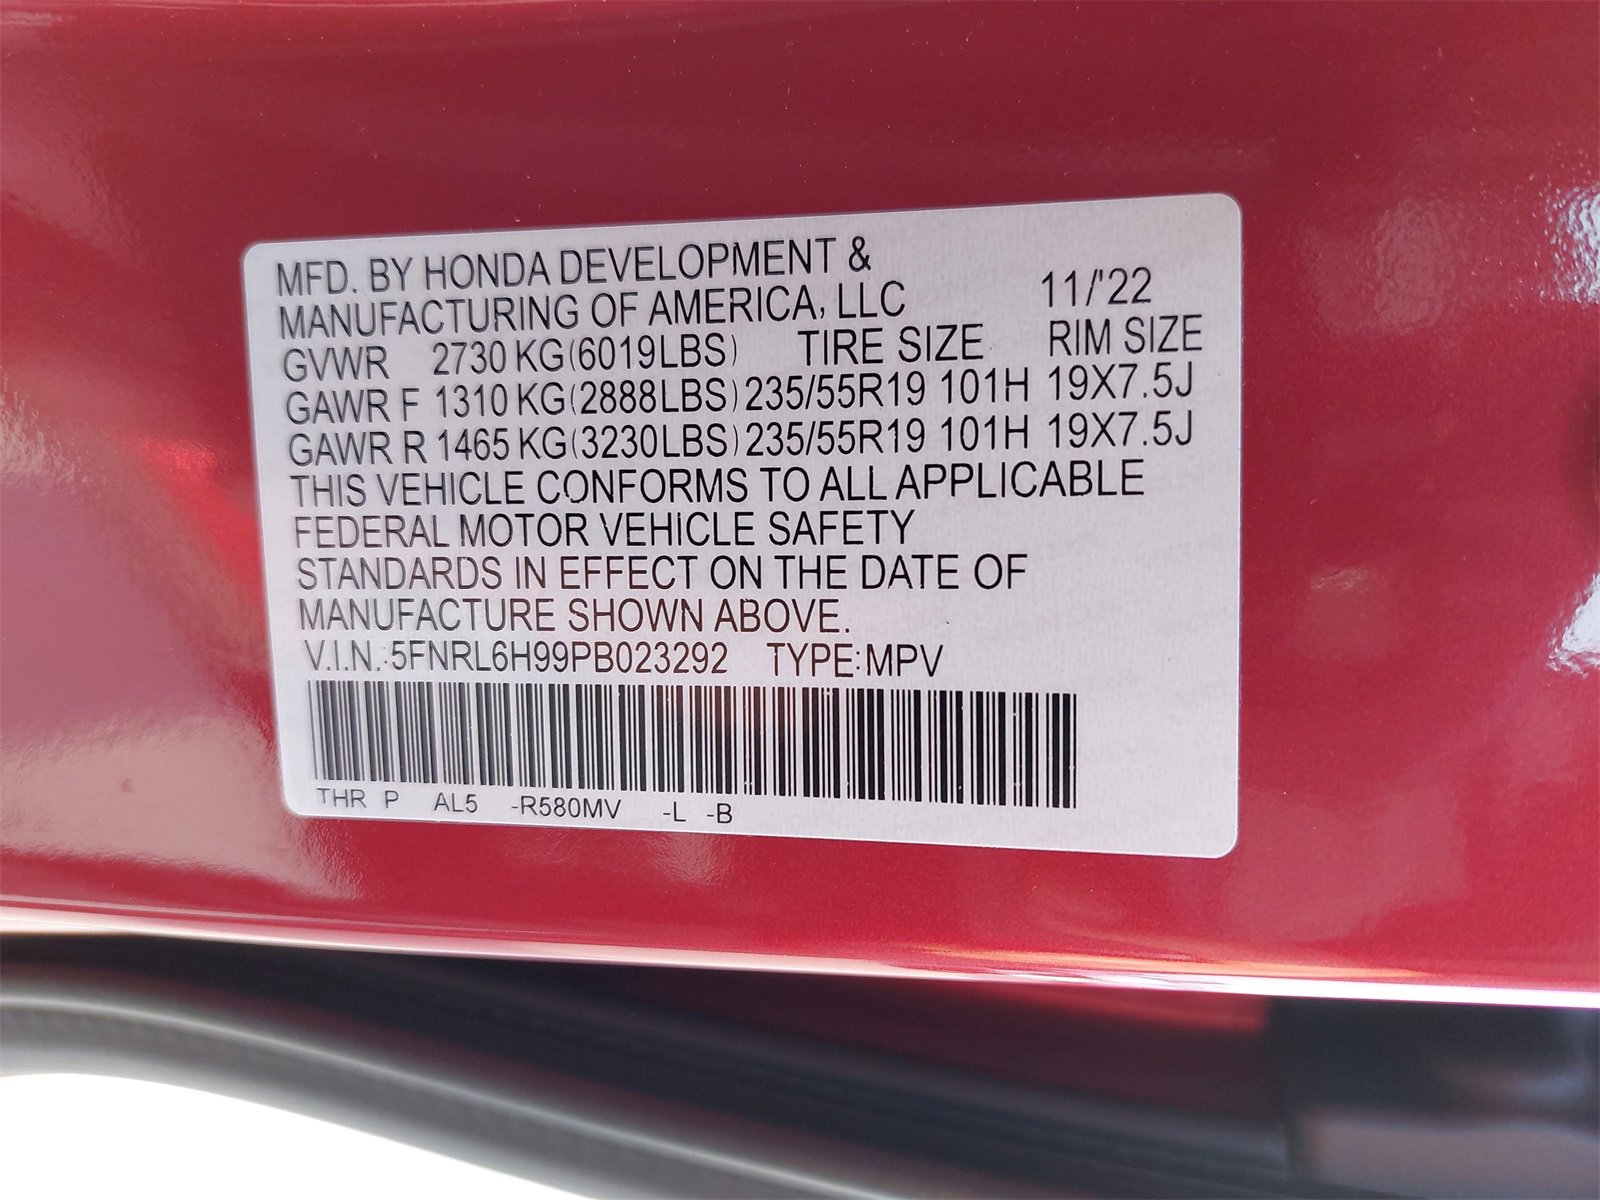 MFD. BY HONDA DEVELOPMENT &
MANUFACTURING OF AMERICA, LLC 11/'22
GVWR 2730 KG(6019LBS) TIRE SIZE RIM SIZE
GAWR F 1310 KG(2888LBS) 235/55R19 101H 19X7.5J
GAWR R 1465 KG(3230LBS) 235/55R19 101H 19X7.5J
THIS VEHICLE CONFORMS TO ALL APPLICABLE
FEDERAL MOTOR VEHICLE SAFETY
STANDARDS IN EFFECT ON THE DATE OF
MANUFACTURE SHOWN ABOVE.
V.I.N.:5FNRL6H99PB023292 TYPE:MPV
THR P AL5 -R580MV -L -B